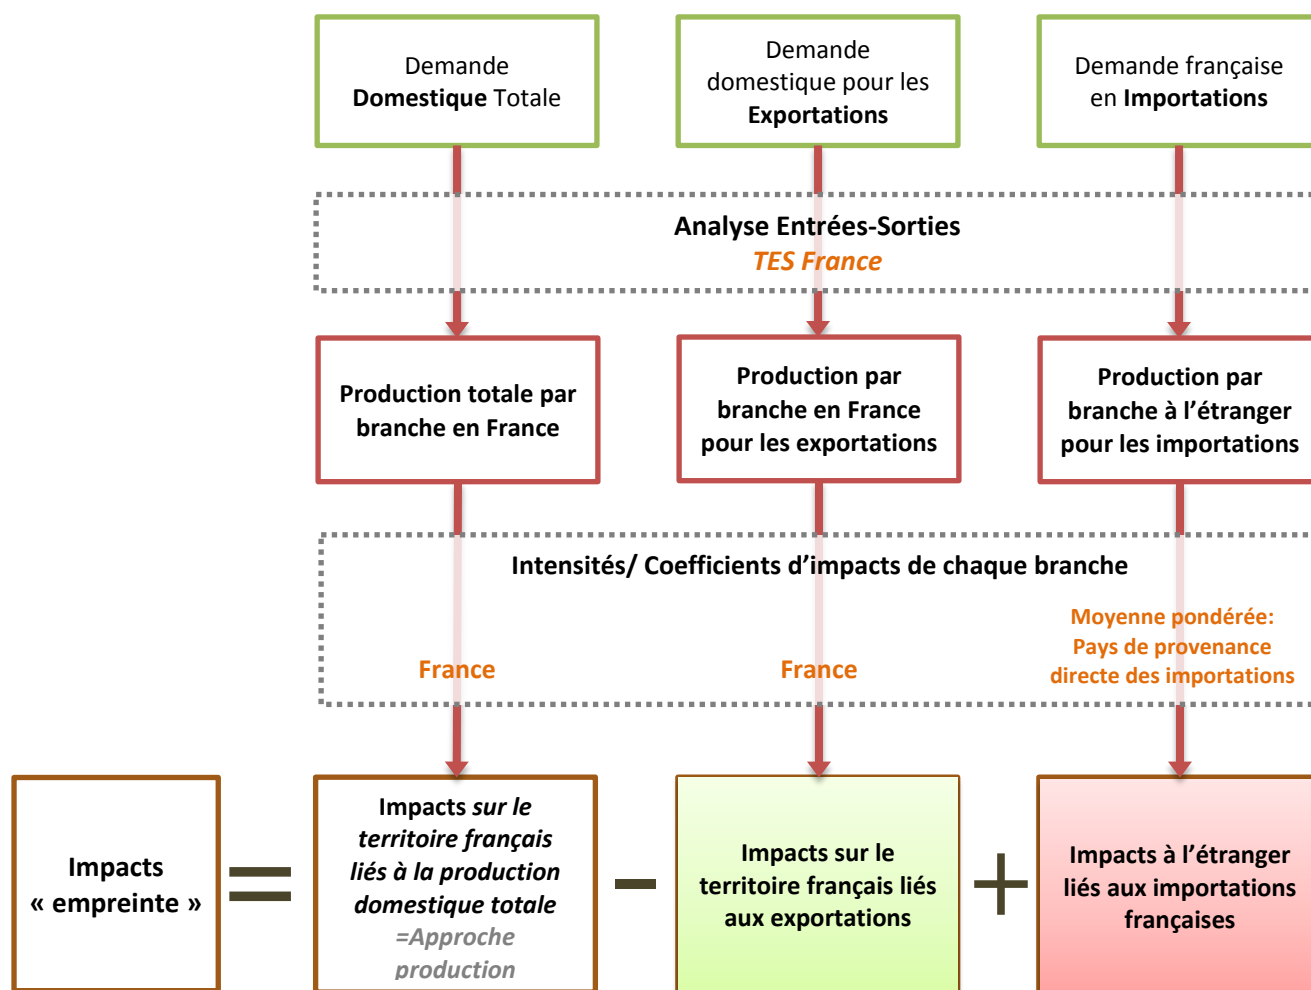 Demande
Domestique Totale
Demande
domestique pour les
Exportations
Demande française
en Importations
Analyse Entrées-Sorties
TES France
Production totale par
branche en France
Production par
branche en France
pour les exportations
Production par
branche à l’étranger
pour les importations
Intensités/ Coefficients d’impacts de chaque branche
France
France
Moyenne pondérée:
Pays de provenance
directe des importations
Impacts
« empreinte »
=
Impacts sur le
territoire français
liés à la production
domestique totale
=Approche
production
–
Impacts sur le
territoire français liés
aux exportations
+
Impacts à l’étranger
liés aux importations
françaises